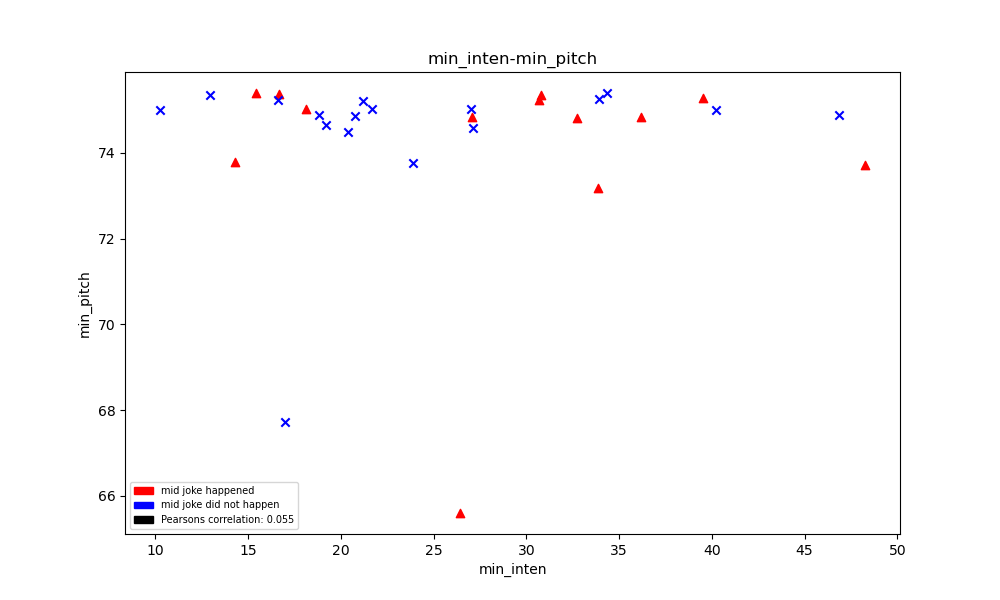 min_inten-min_pitch
74
72
70
68
66
min_pitch
mid joke happened
mid joke did not happen
Pearsons correlation: 0.055
10 15 20 25 30 35 40 45 50
min_inten